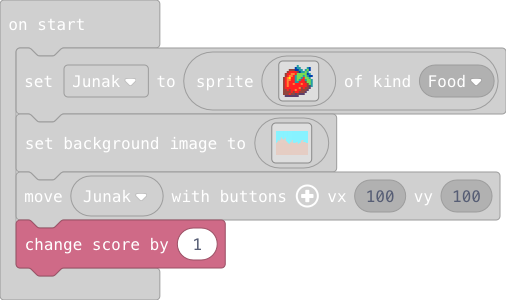 on start
set Junak to sprite of kind Food
set background image to
move Junak with buttons vx 100 vy 100
change score by 1